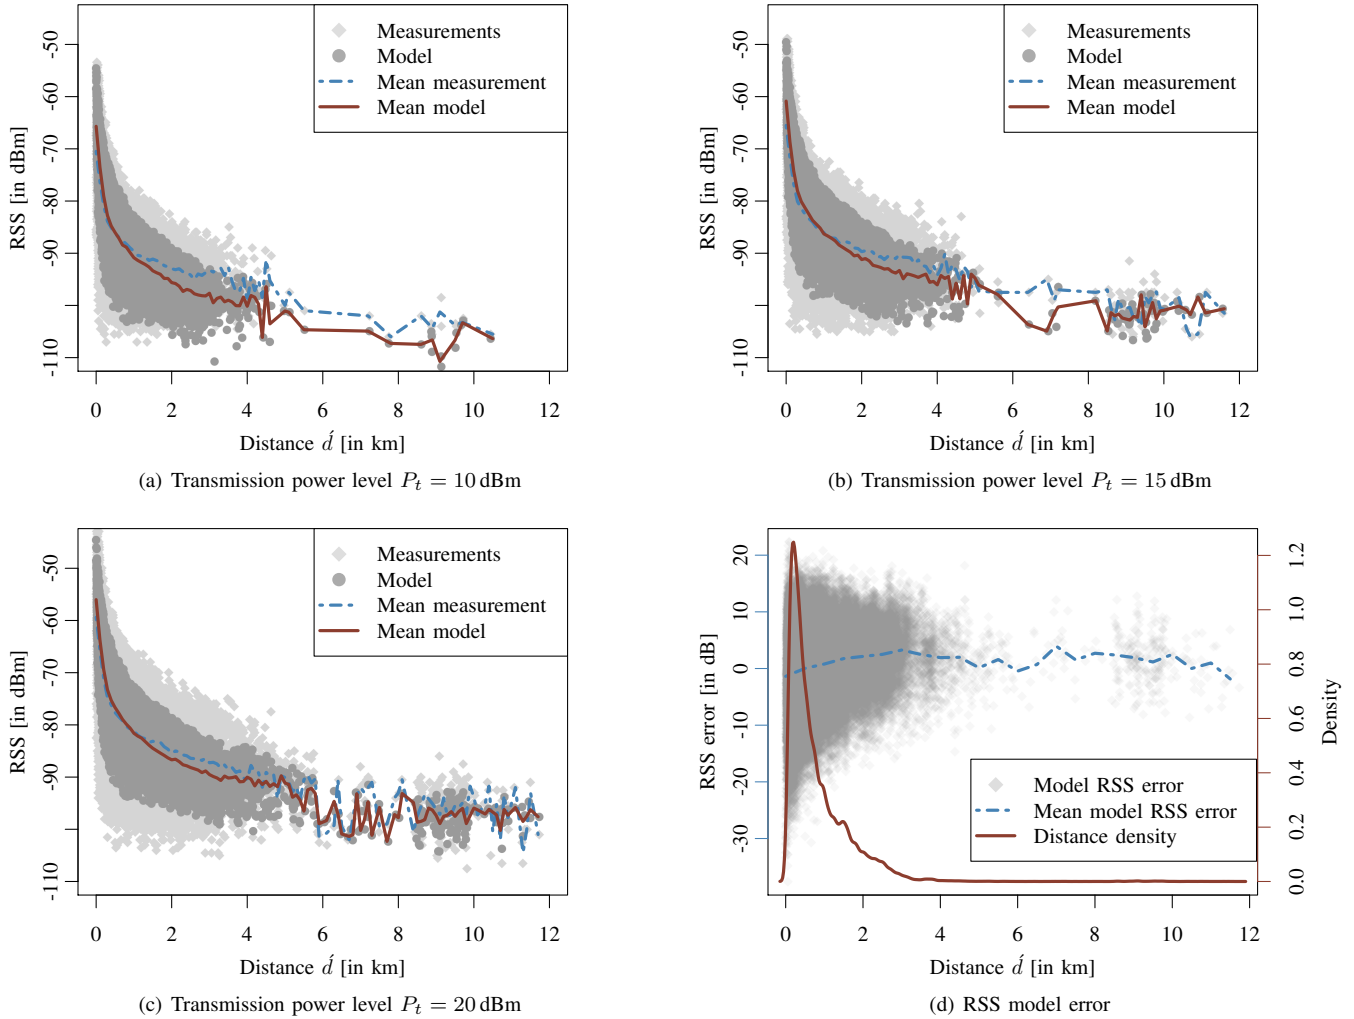 -50
-60
-70
-80
-90
-110
RSS [in dBm]
Measurements
Model
Mean measurement
Mean model
0 2 4 6 8 10 12
Distance d́ [in km]
(a) Transmission power level Pt = 10 dBm
-50
-60
-70
-80
-90
-110
RSS [in dBm]
Measurements
Model
Mean measurement
Mean model
0 2 4 6 8 10 12
Distance d́ [in km]
(b) Transmission power level Pt = 15 dBm
-50
-60
-70
-80
-90
-110
RSS [in dBm]
Measurements
Model
Mean measurement
Mean model
0 2 4 6 8 10 12
Distance d́ [in km]
(c) Transmission power level Pt = 20 dBm
20
10
0
-10
-20
-30
RSS error [in dB]
1.2
1.0
0.8
0.6
0.4
0.2
0.0
Density
Model RSS error
Mean model RSS error
Distance density
0 2 4 6 8 10 12
Distance d́ [in km]
(d) RSS model error